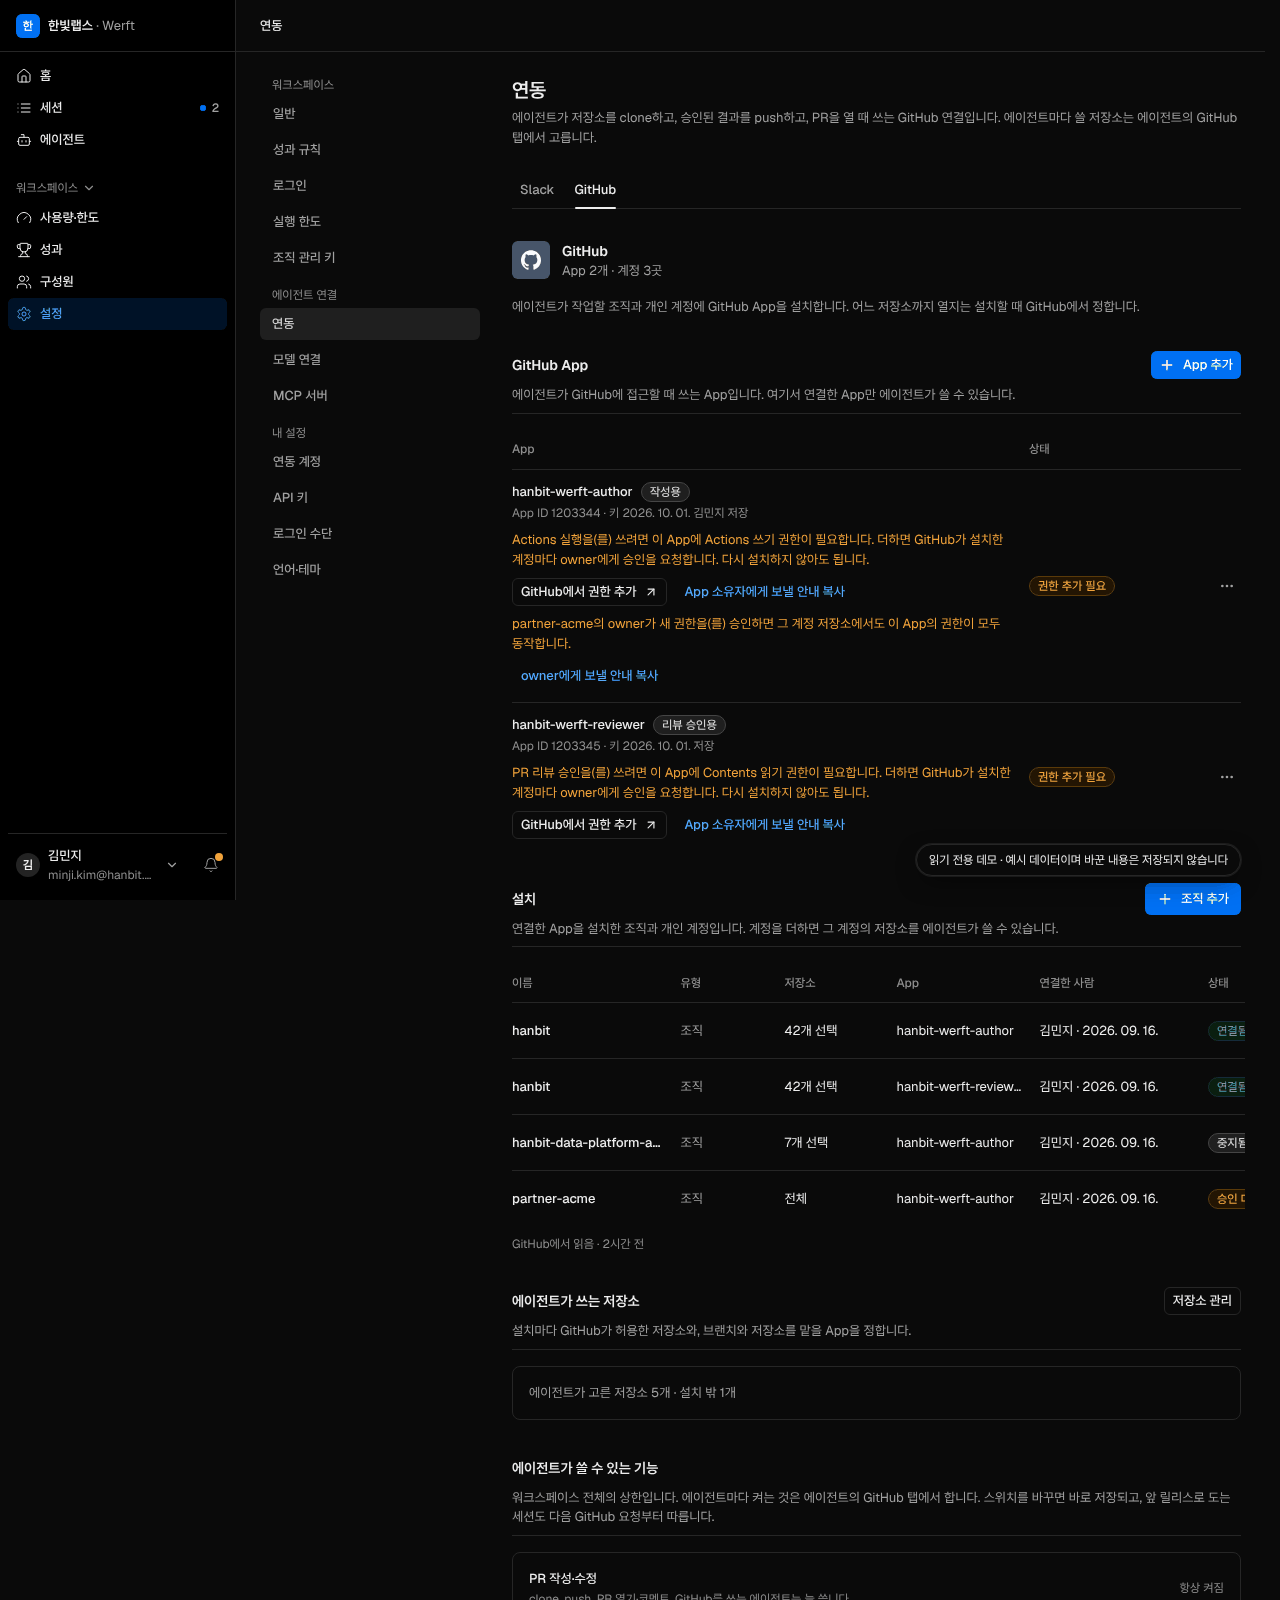 한 한빛랩스 · Werft
홈
세션 2
에이전트
워크스페이스
사용량·한도
성과
구성원
설정
김 김민지
minji.kim@hanbit....
연동
워크스페이스
일반
성과 규칙
로그인
실행 한도
조직 관리 키
에이전트 연결
연동
모델 연결
MCP 서버
내 설정
연동 계정
API 키
로그인 수단
언어·테마
연동
에이전트가 저장소를 clone하고, 승인된 결과를 push하고, PR을 열 때 쓰는 GitHub 연결입니다. 에이전트마다 쓸 저장소는 에이전트의 GitHub
탭에서 고릅니다.
Slack GitHub
GitHub
App 2개 · 계정 3곳
에이전트가 작업할 조직과 개인 계정에 GitHub App을 설치합니다. 어느 저장소까지 열지는 설치할 때 GitHub에서 정합니다.
GitHub App App 추가
에이전트가 GitHub에 접근할 때 쓰는 App입니다. 여기서 연결한 App만 에이전트가 쓸 수 있습니다.
App 상태
hanbit-werft-author 작성용
App ID 1203344 · 키 2026. 10. 01. 김민지 저장
Actions 실행을(를) 쓰려면 이 App에 Actions 쓰기 권한이 필요합니다. 더하면 GitHub가 설치한
계정마다 owner에게 승인을 요청합니다. 다시 설치하지 않아도 됩니다.
GitHub에서 권한 추가 App 소유자에게 보낼 안내 복사
권한 추가 필요
partner-acme의 owner가 새 권한을(를) 승인하면 그 계정 저장소에서도 이 App의 권한이 모두
동작합니다.
owner에게 보낼 안내 복사
hanbit-werft-reviewer 리뷰 승인용
App ID 1203345 · 키 2026. 10. 01. 저장
PR 리뷰 승인을(를) 쓰려면 이 App에 Contents 읽기 권한이 필요합니다. 더하면 GitHub가 설치한
계정마다 owner에게 승인을 요청합니다. 다시 설치하지 않아도 됩니다.
권한 추가 필요
GitHub에서 권한 추가 App 소유자에게 보낼 안내 복사
읽기 전용 데모 · 예시 데이터이며 바꾼 내용은 저장되지 않습니다
설치 조직 추가
연결한 App을 설치한 조직과 개인 계정입니다. 계정을 더하면 그 계정의 저장소를 에이전트가 쓸 수 있습니다.
이름 유형 저장소 App 연결한 사람 상태
hanbit 조직 42개 선택 hanbit-werft-author 김민지 · 2026. 09. 16. 연결됨
hanbit 조직 42개 선택 hanbit-werft-review... 김민지 · 2026. 09. 16. 연결됨
hanbit-data-platform-a... 조직 7개 선택 hanbit-werft-author 김민지 · 2026. 09. 16. 중지됨
partner-acme 조직 전체 hanbit-werft-author 김민지 · 2026. 09. 16. 승인
GitHub에서 읽음 · 2시간 전
에이전트가 쓰는 저장소 저장소 관리
설치마다 GitHub가 허용한 저장소와, 브랜치와 저장소를 맡을 App을 정합니다.
에이전트가 고른 저장소 5개 · 설치 밖 1개
에이전트가 쓸 수 있는 기능
워크스페이스 전체의 상한입니다. 에이전트마다 켜는 것은 에이전트의 GitHub 탭에서 합니다. 스위치를 바꾸면 바로 저장되고, 앞 릴리스로 도는
세션도 다음 GitHub 요청부터 따릅니다.
PR 작성·수정 항상 켜짐
clone, push, PR 열기·코멘트. GitHub를 쓰는 에이전트는 늘 씁니다.